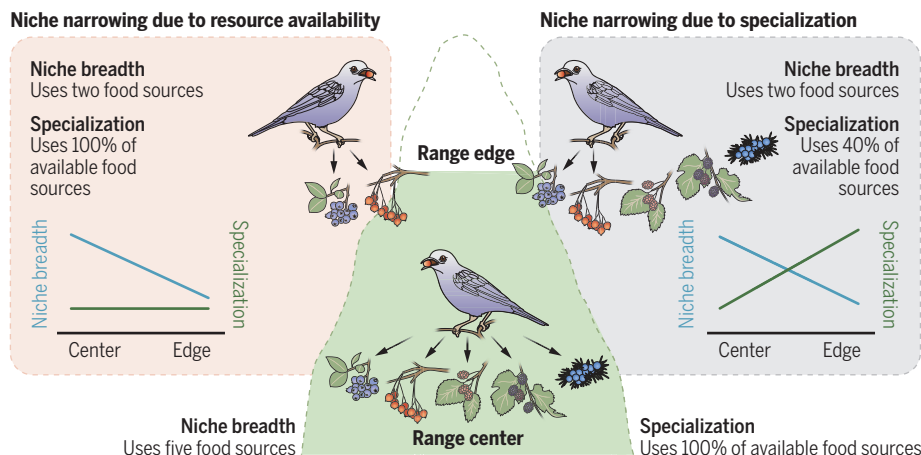 Niche narrowing due to resource availability
Niche breadth
Uses two food sources
Specialization
Uses 100% of
available food
sources
Niche breadth
Specialization
Center
Edge
Niche narrowing due to specialization
Niche breadth
Uses two food sources
Specialization
Uses 40% of
available food
sources
Niche breadth
Specialization
Center
Edge
Range edge
Range center
Niche breadth
Uses five food sources
Specialization
Uses 100% of available food sources